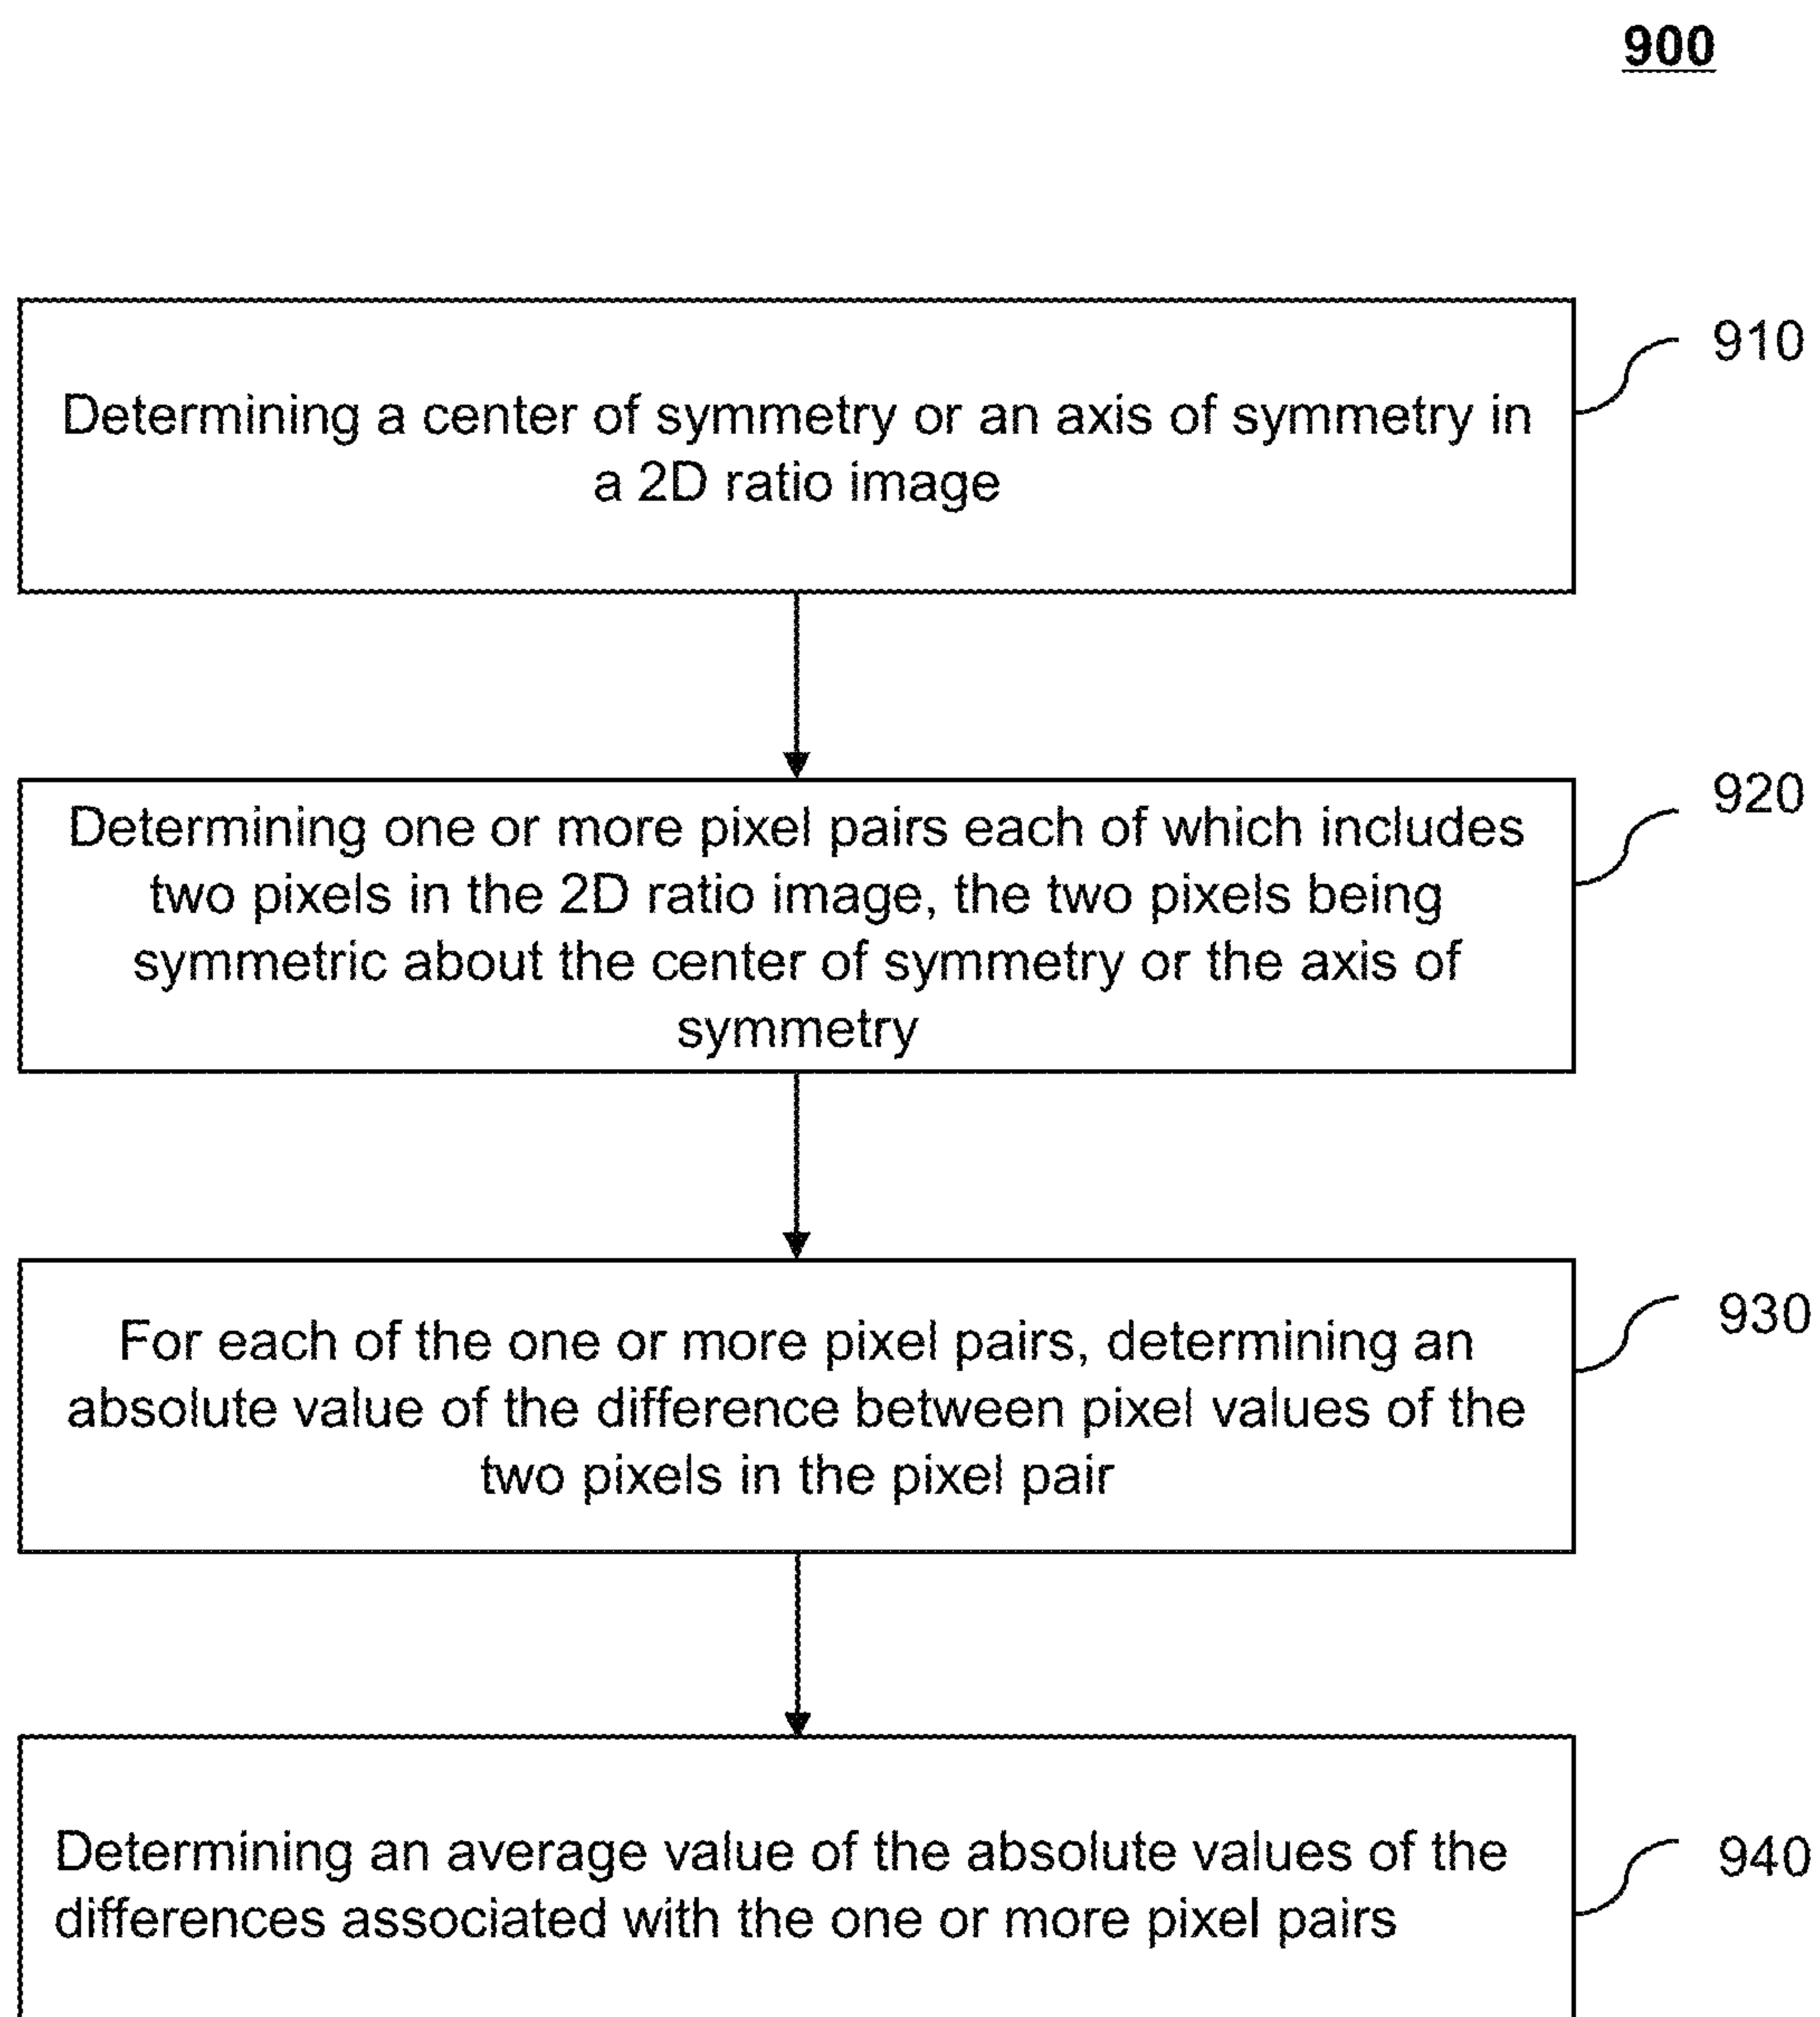 900
910
Determining a center of symmetry or an axis of symmetry in
a 2D ratio image
920
Determining one or more pixel pairs each of which includes
two pixels in the 2D ratio image, the two pixels being
symmetric about the center of symmetry or the axis of
symmetry
930
For each of the one or more pixel pairs, determining an
absolute value of the difference between pixel values of the
two pixels in the pixel pair
940
Determining an average value of the absolute values of the
differences associated with the one or more pixel pairs